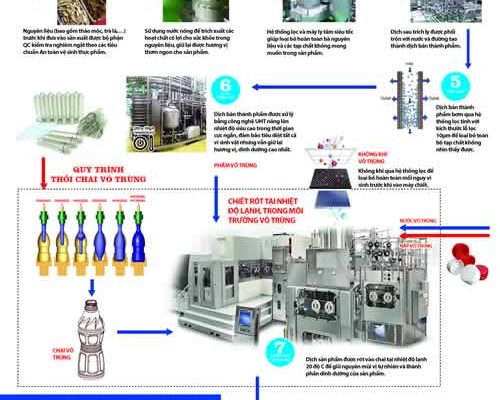 Nguyên liệu (bao gồm thảo mộc, trà lá,....)
trước khi đưa vào sản xuất được bộ phận
QC kiểm tra nghiêm ngặt theo các tiêu
chuẩn An toàn vệ sinh thực phẩm.
Sử dụng nước nóng để trích xuất các
hoạt chất có lợi cho sức khỏe trong
nguyên liệu, giữ lại được hương vị
thơm ngon cho sản phẩm.
Hệ thống lọc và máy ly tâm siêu tốc
giúp loại bỏ hoàn toàn bã nguyên
liệu và các tạp chất không mong
muốn trong sản phẩm.
Dịch sau trích ly được phối
trộn với nước và đường tạo
thành dịch bán thành phẩm.
5
Dịch bán thành
phẩm bơm qua hệ
thống lọc tinh với
kích thước lỗ lọc
10µm để loại bỏ toàn
bộ tạp chất không
nhìn thấy được.
6
Dịch bán thành phẩm được xử lý
bằng công nghệ UHT nâng lên
nhiệt độ siêu cao trong thời gian
cực ngắn, đảm bảo tiêu diệt tất cả
vi sinh vật nhưng vẫn giữ lại
hương vị, dinh dưỡng cao nhất.
PHẨM VÔ TRÙNG
KHÔNG KHÍ
VÔ TRÙNG
Không khí qua hệ thống lọc để
loại bỏ hoàn toàn mối nguy vi
sinh trước khi vào máy chiết.
QUY TRÌNH
THỔI CHAI VÔ TRÙNG
CHIẾT RÓT TẠI NHIỆT
ĐỘ LẠNH, TRONG MÔI
TRƯỜNG VÔ TRÙNG
NƯỚC VÔ TRÙNG
NẮP VÔ TRÙNG
CHAI VÔ
TRÙNG
7
Dịch sản phẩm được rót vào chai tại nhiệt độ lạnh
20 độ C để giữ nguyên mùi vị tự nhiên và thành
phần dinh dưỡng của sản phẩm.